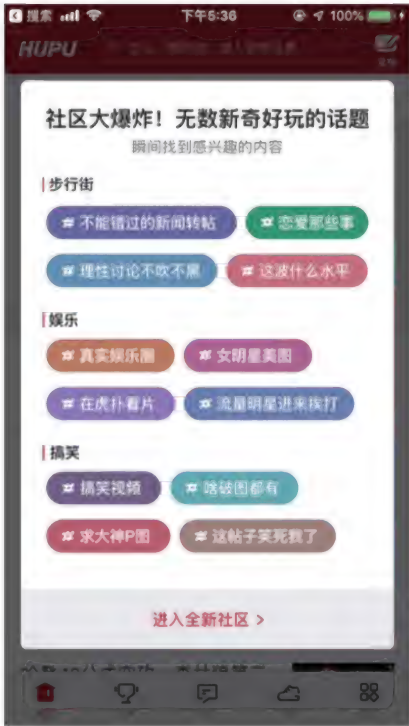 搜索 下午5:36 100%
HUPU
社区大爆炸！无数新奇好玩的话题
瞬间找到感兴趣的内容
步行街
# 不能错过的新闻转帖 # 恋爱那些事
# 理性讨论不吹不黑 # 这波什么水平
娱乐
# 真实娱乐圈 # 女明星美图
# 在虎扑看片 # 流量明星进来挨打
搞笑
# 搞笑视频 # 啥破图都有
# 求大神P图 # 这帖子笑死我了
进入全新社区 >